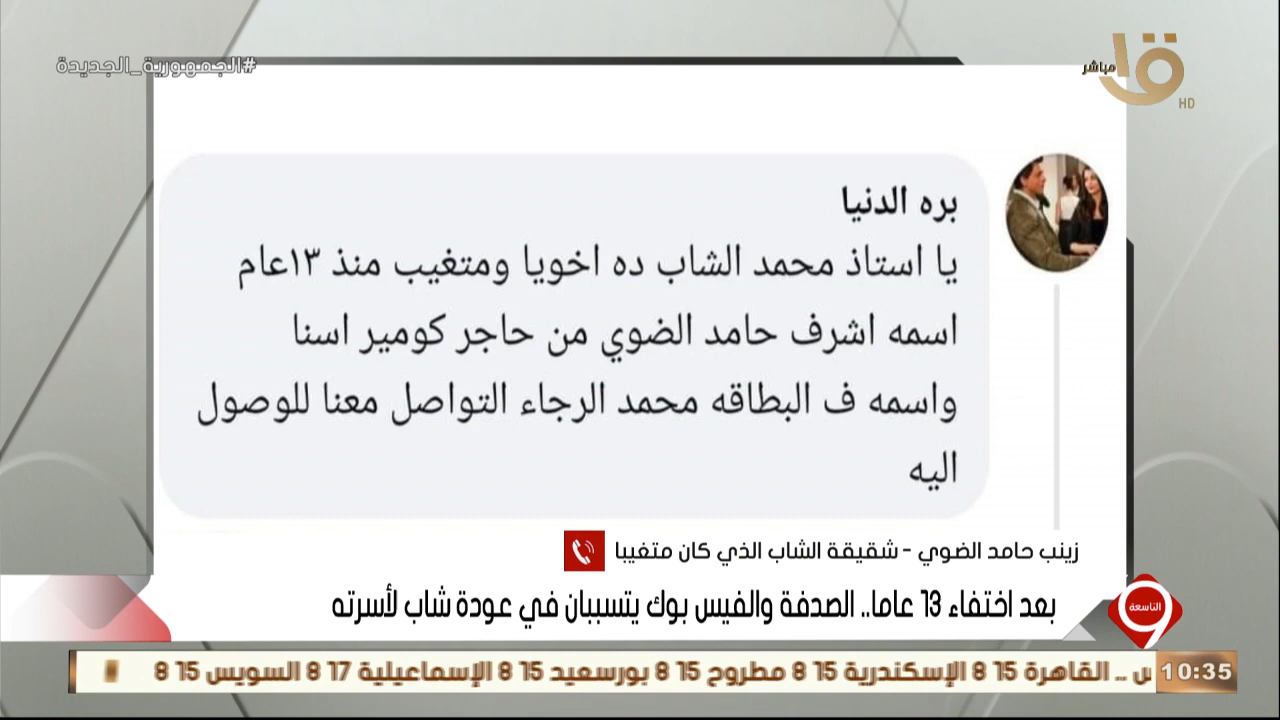 #الجمهورية_الجديدة
مباشر
HD
بره الدنيا
يا استاذ محمد الشاب ده اخويا ومتغيب منذ ١٣عام
اسمه اشرف حامد الضوي من حاجر كومير اسنا
واسمه ف البطاقه محمد الرجاء التواصل معنا للوصول
اليه
زينب حامد الضوي - شقيقة الشاب الذي كان متغيبا
بعد اختفاء 13 عاما.. الصدفة والفيس بوك يتسببان في عودة شاب لأسرته
التاسعة
9
10:35
س .. القاهرة 15 8 الإسكندرية 15 8 مطروح 15 8 بورسعيد 15 8 الإسماعيلية 17 8 السويس 15 8